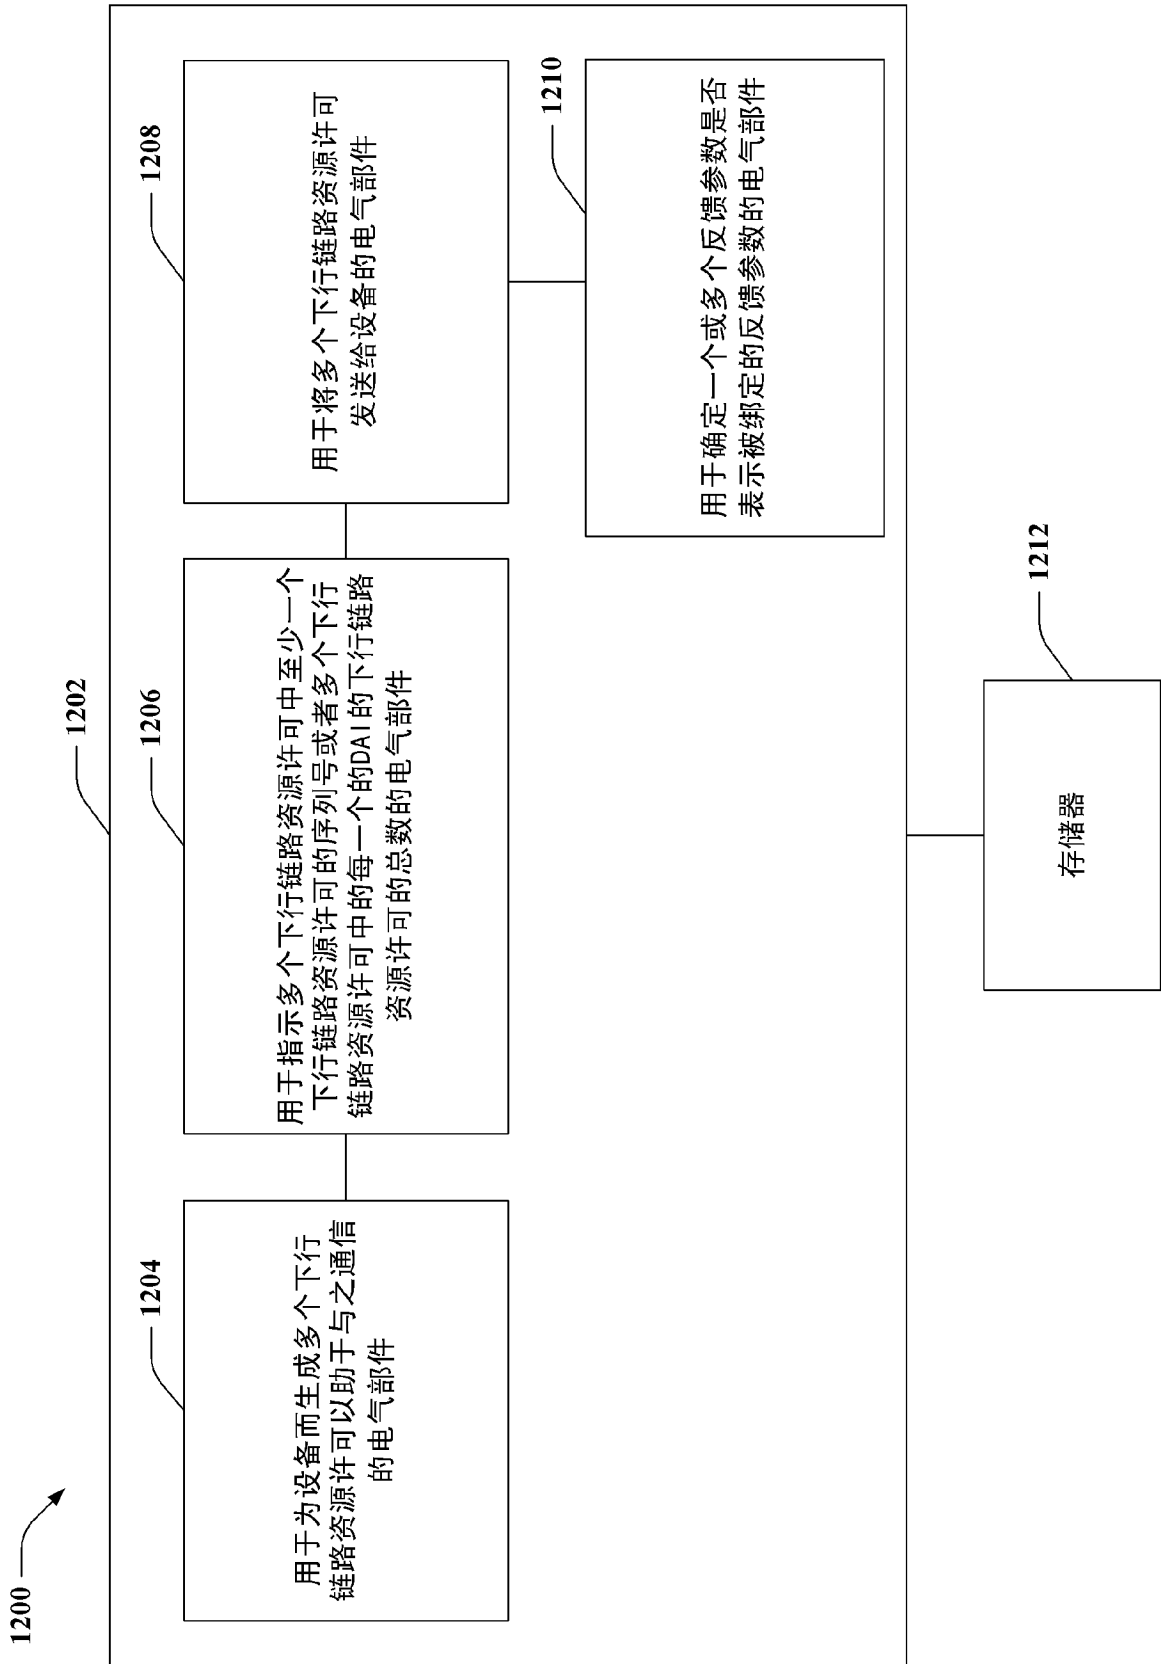 1200
1202
1204
用于为设备而生成多个下行
链路资源许可以助于与之通信
的电气部件
1206
用于指示多个下行链路资源许可中至少一个
下行链路资源许可的序列号或者多个下行
链路资源许可中的每一个的DAI的下行链路
资源许可的总数的电气部件
1208
用于将多个下行链路资源许可
发送给设备的电气部件
1210
用于确定一个或多个反馈参数是否
表示被绑定的反馈参数的电气部件
1212
存储器